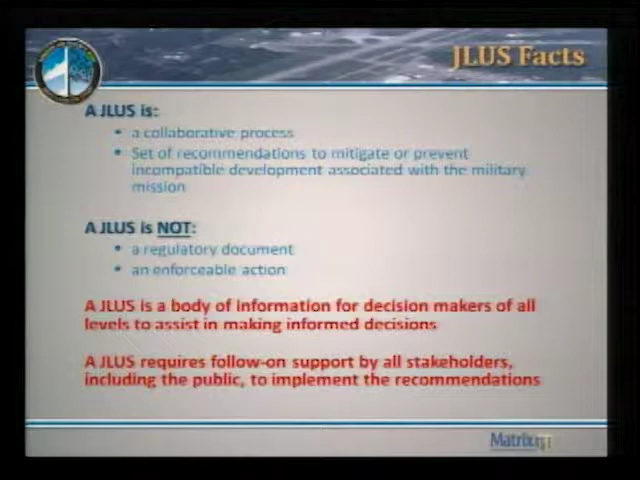 JLUS Facts
A JLUS is:
• a collaborative process
• Set of recommendations to mitigate or prevent
incompatible development associated with the military
mission
A JLUS is NOT:
• a regulatory document
• an enforceable action
A JLUS is a body of information for decision makers of all
levels to assist in making informed decisions
A JLUS requires follow-on support by all stakeholders,
including the public, to implement the recommendations